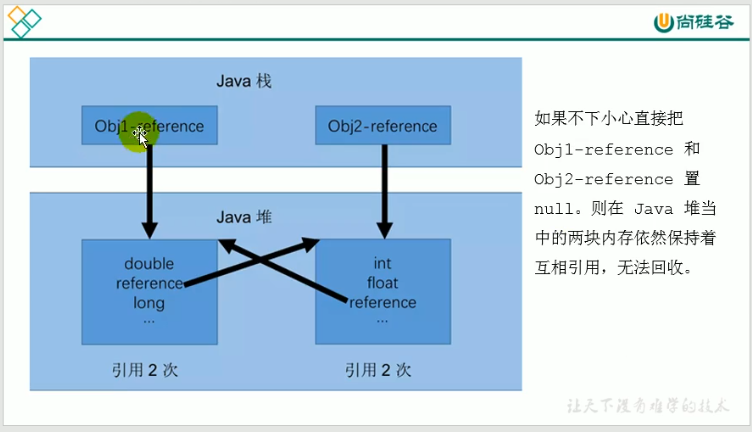 尚硅谷
Java 栈
Obj1-reference
Obj2-reference
Java 堆
double
reference
long
...
int
float
reference
...
引用 2 次
引用 2 次
如果不下小心直接把
Obj1-reference 和
Obj2-reference 置
null。则在 Java 堆当
中的两块内存依然保持着
互相引用，无法回收。
让天下没有难学的技术